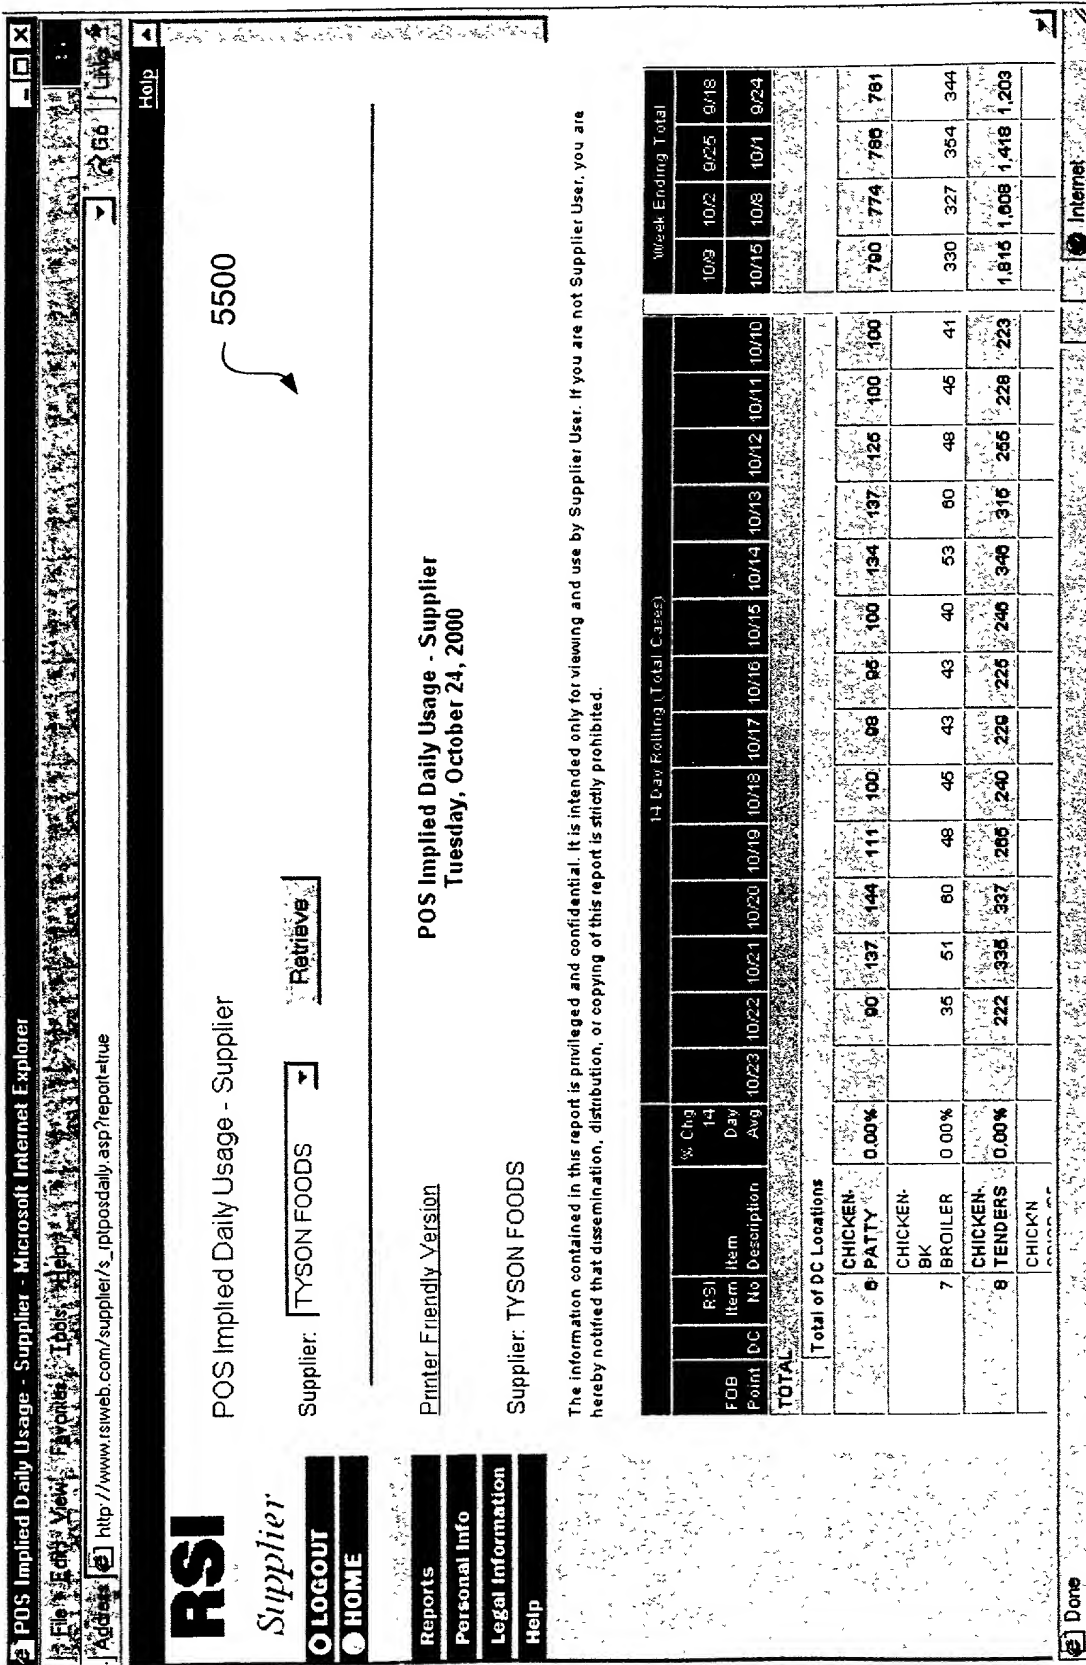 POS Implied Daily Usage - Supplier - Microsoft Internet Explorer
File Edit View Favorites Tools Help
Address http://www.rsiweb.com/supplier/s_rptposdaily.asp?report=true Go Links
Help
RSI
Supplier
LOGOUT
HOME
Reports
Personal Info
Legal Information
Help
POS Implied Daily Usage - Supplier
5500
Supplier: TYSON FOODS Retrieve
Printer Friendly Version
POS Implied Daily Usage - Supplier
Tuesday, October 24, 2000
Supplier: TYSON FOODS
The information contained in this report is privileged and confidential. It is intended only for viewing and use by Supplier User. If you are not Supplier User, you are
hereby notified that dissemination, distribution, or copying of this report is strictly prohibited.
14 Day Rolling (Total Cases) Week Ending Total
% Chg 14 Day Avg 10/9 10/2 9/25 9/18
FOB Point DC RSI Item No Item Description 10/23 10/22 10/21 10/20 10/19 10/18 10/17 10/16 10/15 10/14 10/13 10/12 10/11 10/10 10/15 10/8 10/1 9/24
TOTAL
Total of DC Locations
6 CHICKEN-PATTY 0.00% 90 137 144 111 100 98 95 100 134 137 125 100 100 790 774 786 781
7 CHICKEN-BK BROILER 0.00% 35 51 60 48 45 43 43 40 53 60 48 45 41 330 327 354 344
8 CHICKEN-TENDERS 0.00% 222 335 337 265 240 229 225 246 346 315 255 228 223 1,815 1,608 1,418 1,203
CHICK'N
Done Internet